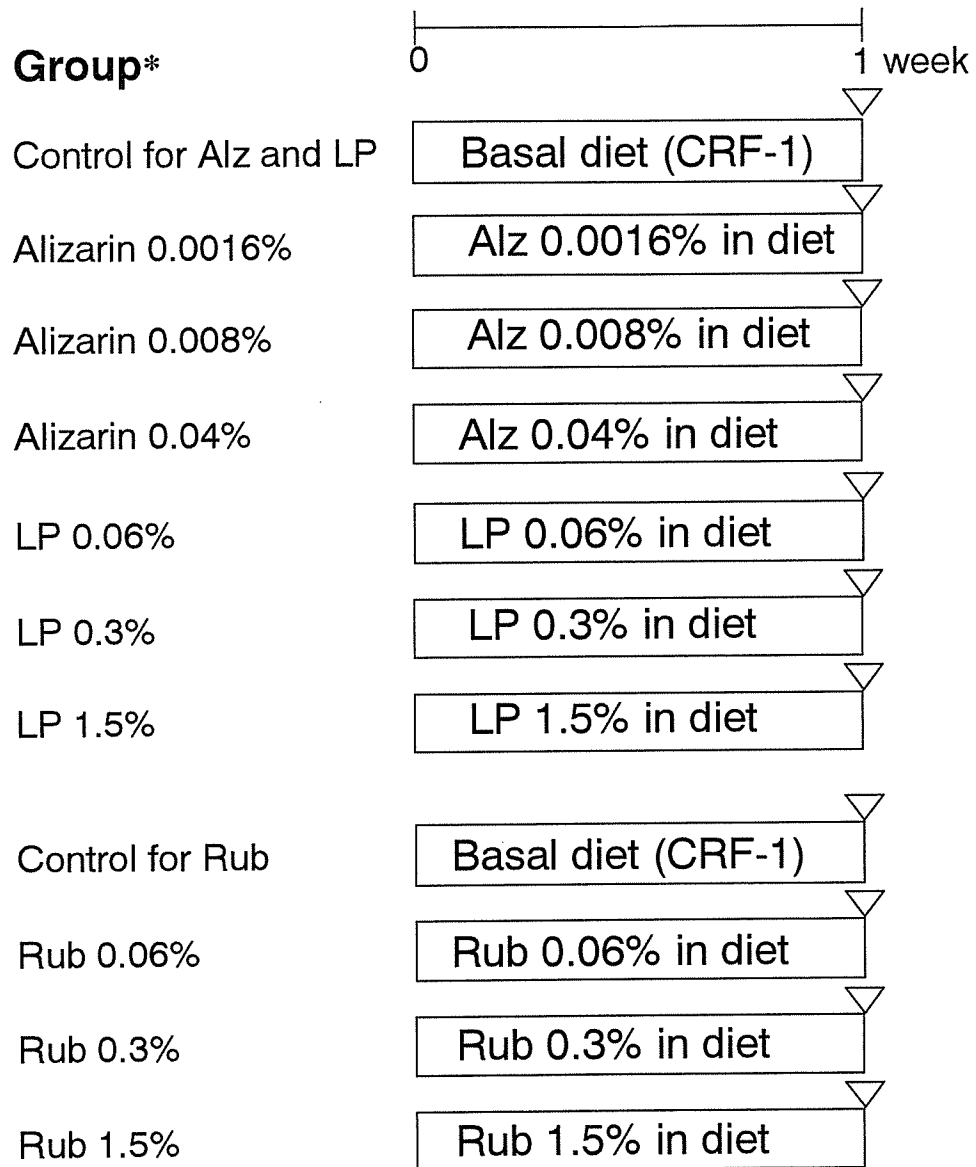 0 1 week
Group*
Control for Alz and LP Basal diet (CRF-1)
Alizarin 0.0016% Alz 0.0016% in diet
Alizarin 0.008% Alz 0.008% in diet
Alizarin 0.04% Alz 0.04% in diet
LP 0.06% LP 0.06% in diet
LP 0.3% LP 0.3% in diet
LP 1.5% LP 1.5% in diet
Control for Rub Basal diet (CRF-1)
Rub 0.06% Rub 0.06% in diet
Rub 0.3% Rub 0.3% in diet
Rub 1.5% Rub 1.5% in diet